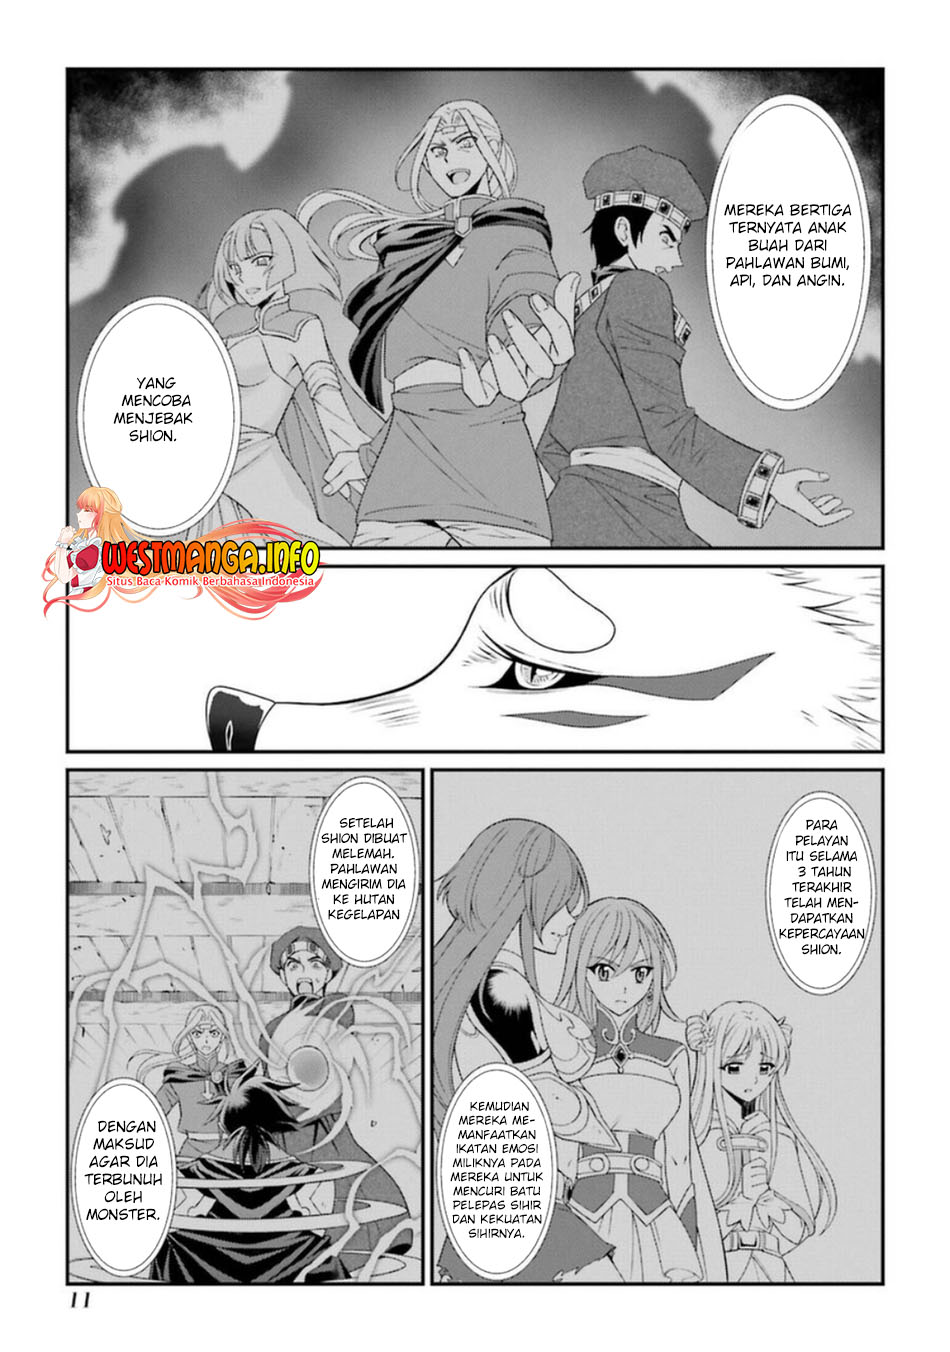 MEREKA BERTIGA
TERNYATA ANAK
BUAH DARI
PAHLAWAN BUMI,
API, DAN ANGIN.
YANG
MENCOBA
MENJEBAK
SHION.
WESTMANGA.INFO
Situs Baca Komik Berbahasa Indonesia
PARA
PELAYAN
ITU SELAMA
3 TAHUN
TERAKHIR
TELAH MEN-
DAPATKAN
KEPERCAYAAN
SHION.
KEMUDIAN
MEREKA ME-
MANFAATKAN
IKATAN EMOSI
MILIKNYA PADA
MEREKA UNTUK
MENCURI BATU
PELEPAS SIHIR
DAN KEKUATAN
SIHIRNYA.
SETELAH
SHION DIBUAT
MELEMAH.
PAHLAWAN
MENGIRIM DIA
KE HUTAN
KEGELAPAN
DENGAN
MAKSUD
AGAR DIA
TERBUNUH
OLEH
MONSTER.
11